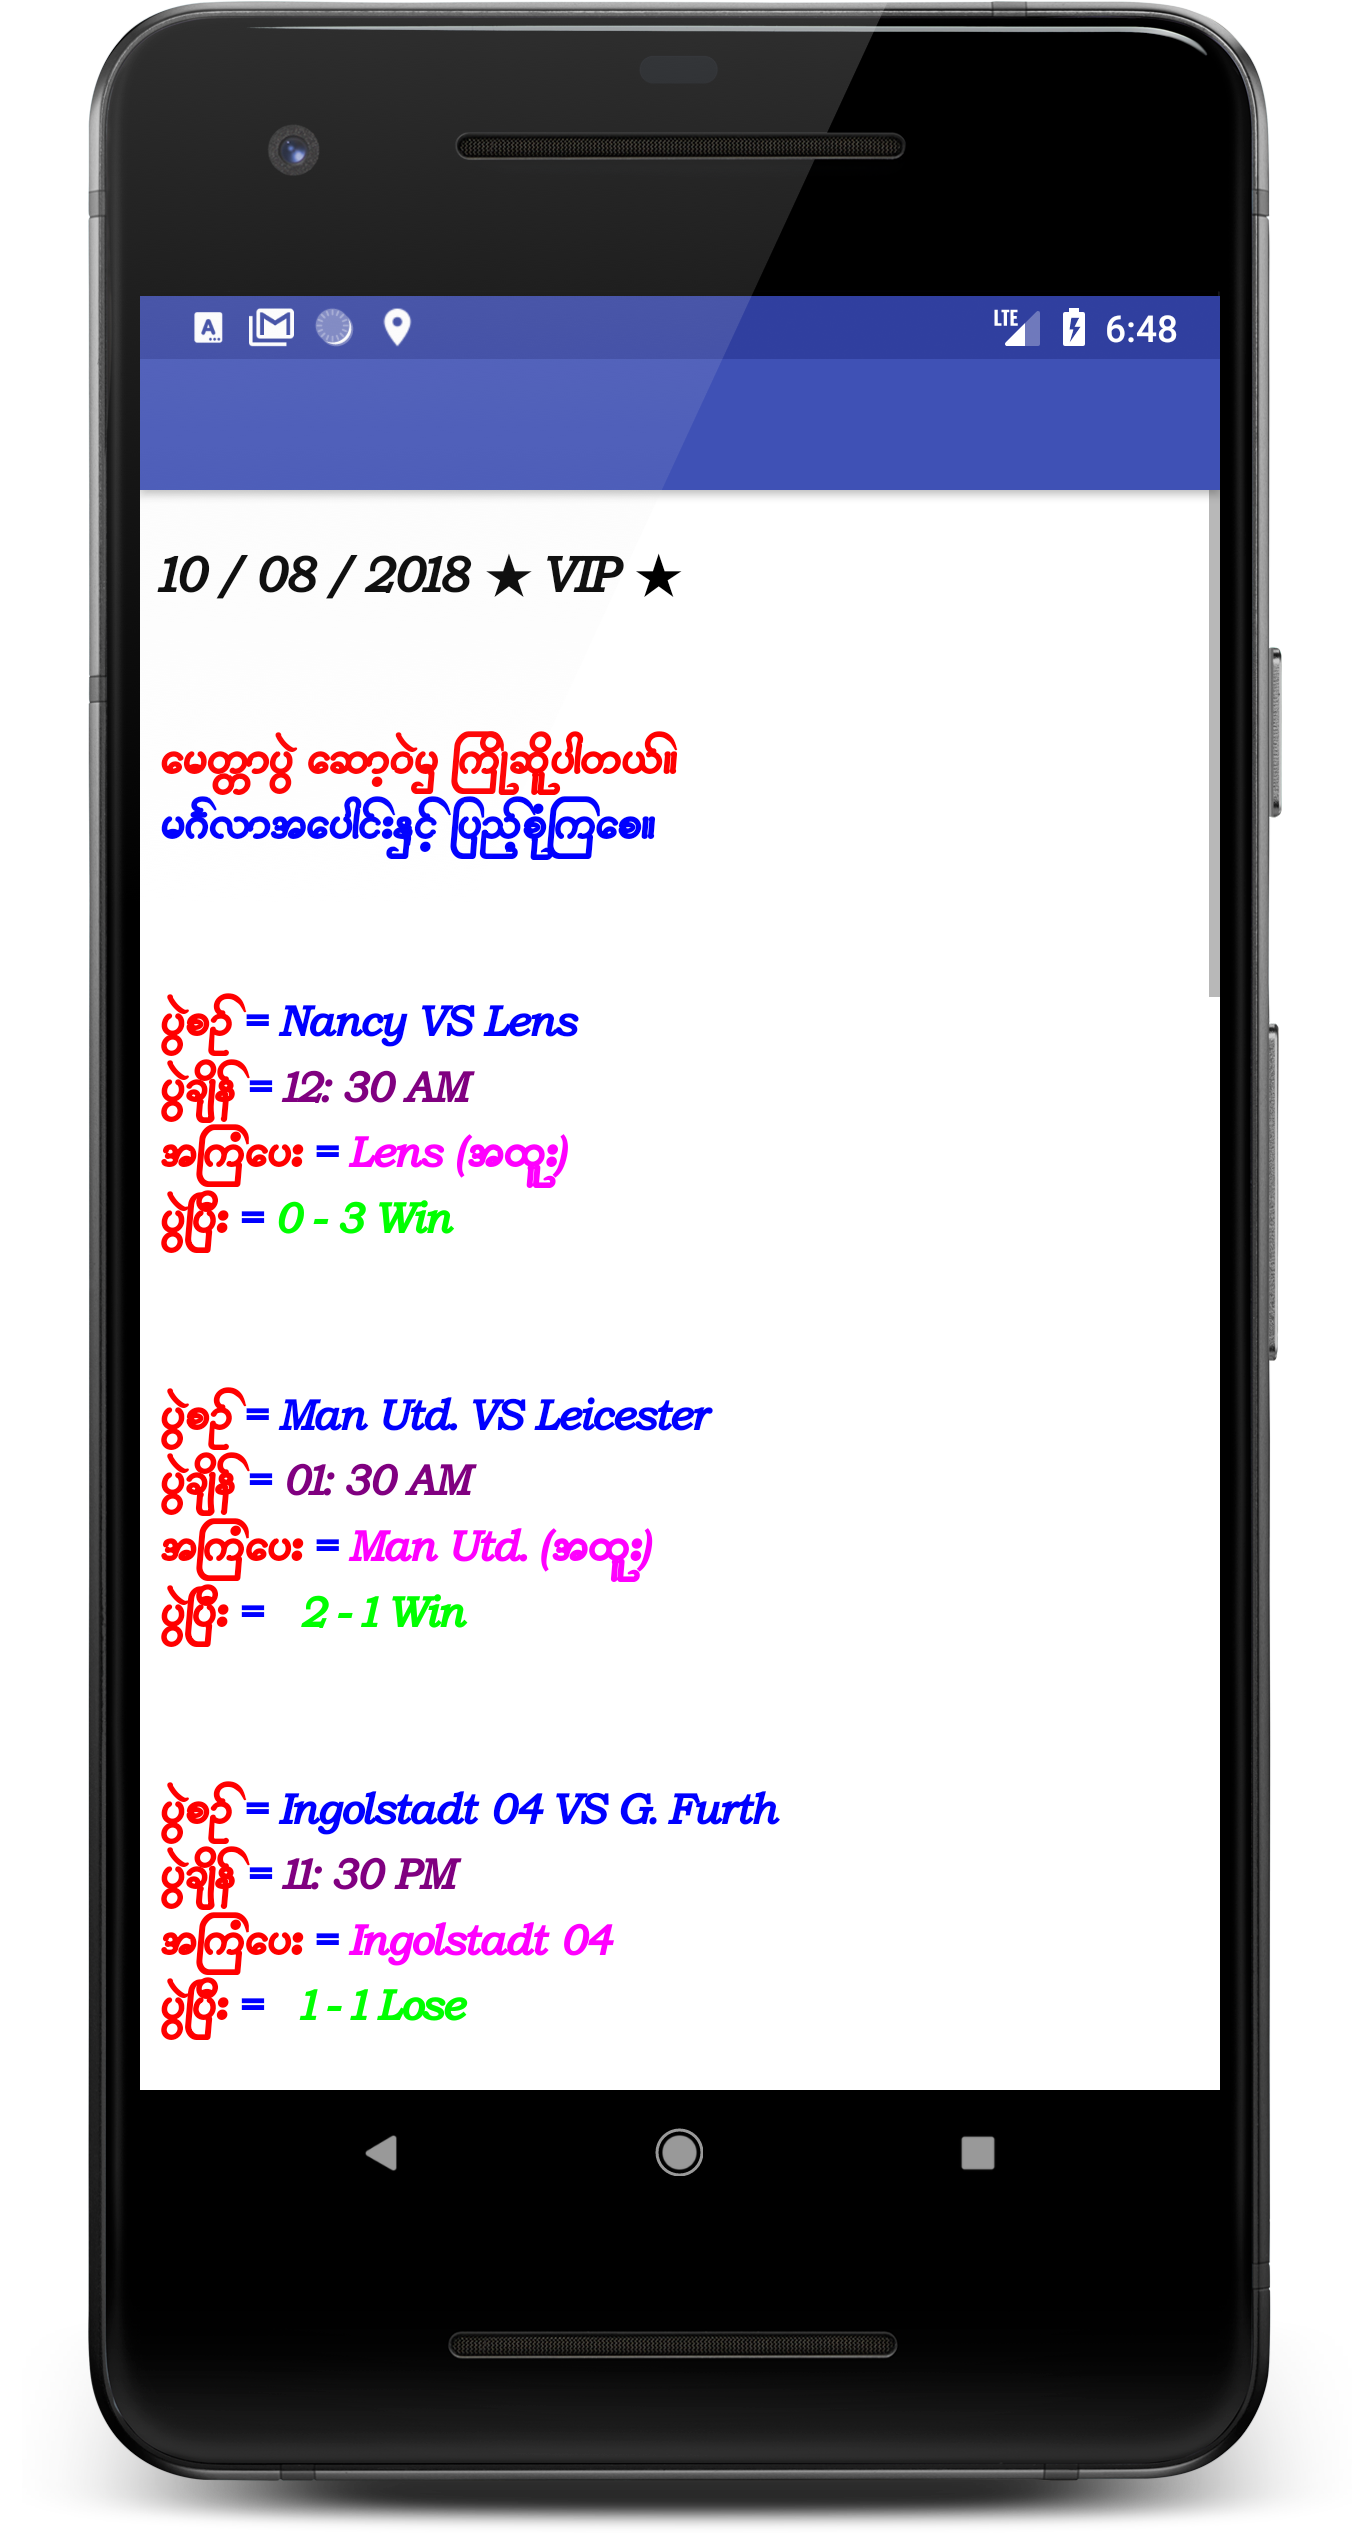 LTE 6:48
10 / 08 / 2018 ★ VIP ★
မေတ္တာပွဲ ဆော့ဝဲမှ ကြိုဆိုပါတယ်။
မင်္ဂလာအပေါင်းနှင့် ပြည့်စုံကြစေ။
ပွဲစဉ် = Nancy VS Lens
ပွဲချိန် = 12: 30 AM
အကြံပေး = Lens (အထူး)
ပွဲပြီး = 0 - 3 Win
ပွဲစဉ် = Man Utd. VS Leicester
ပွဲချိန် = 01: 30 AM
အကြံပေး = Man Utd. (အထူး)
ပွဲပြီး = 2 - 1 Win
ပွဲစဉ် = Ingolstadt 04 VS G. Furth
ပွဲချိန် = 11: 30 PM
အကြံပေး = Ingolstadt 04
ပွဲပြီး = 1 - 1 Lose